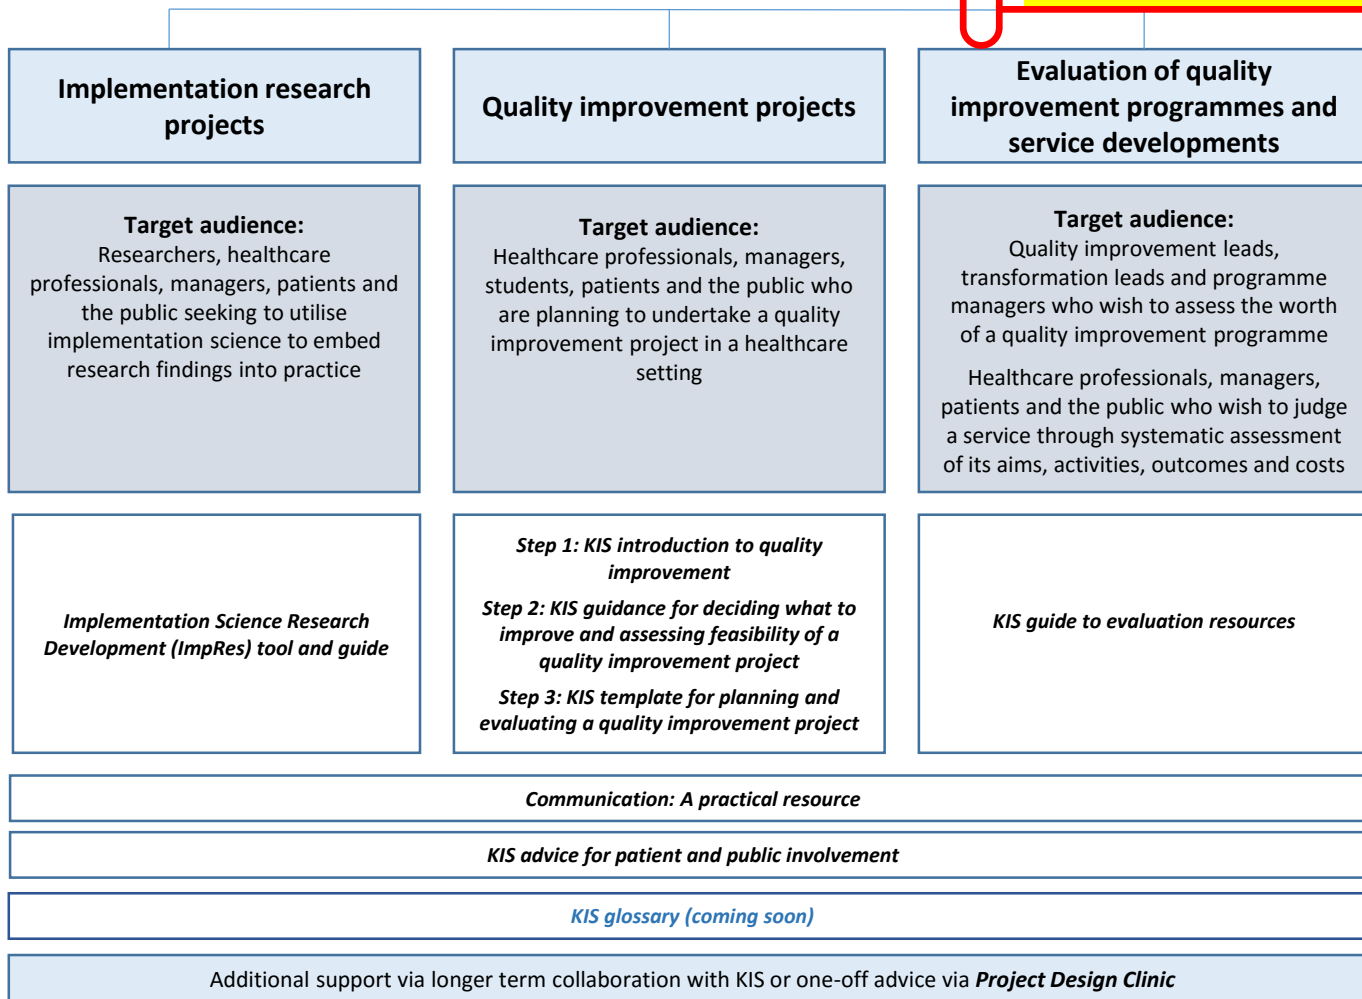 Implementation research
projects
Quality improvement projects
Evaluation of quality
improvement programmes and
service developments
Target audience:
Researchers, healthcare
professionals, managers, patients and
the public seeking to utilise
implementation science to embed
research findings into practice
Target audience:
Healthcare professionals, managers,
students, patients and the public who
are planning to undertake a quality
improvement project in a healthcare
setting
Target audience:
Quality improvement leads,
transformation leads and programme
managers who wish to assess the worth
of a quality improvement programme
Healthcare professionals, managers,
patients and the public who wish to judge
a service through systematic assessment
of its aims, activities, outcomes and costs
Implementation Science Research
Development (ImpRes) tool and guide
Step 1: KIS introduction to quality
improvement
Step 2: KIS guidance for deciding what to
improve and assessing feasibility of a
quality improvement project
Step 3: KIS template for planning and
evaluating a quality improvement project
KIS guide to evaluation resources
Communication: A practical resource
KIS advice for patient and public involvement
KIS glossary (coming soon)
Additional support via longer term collaboration with KIS or one-off advice via Project Design Clinic